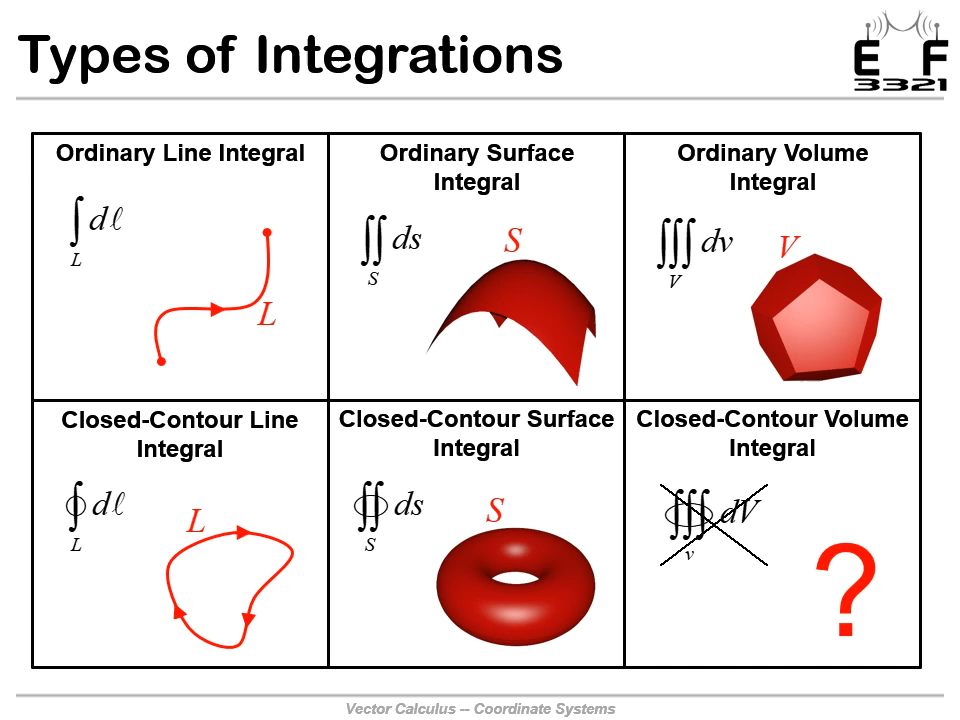 Types of Integrations
E F
3321
Ordinary Line Integral
∫ dℓ
L
L
Ordinary Surface
Integral
∬ ds
S
S
Ordinary Volume
Integral
∭ dv
V
V
Closed-Contour Line
Integral
∮ dℓ
L
L
Closed-Contour Surface
Integral
∯ ds
S
S
Closed-Contour Volume
Integral
∰ dV
v
?
Vector Calculus -- Coordinate Systems